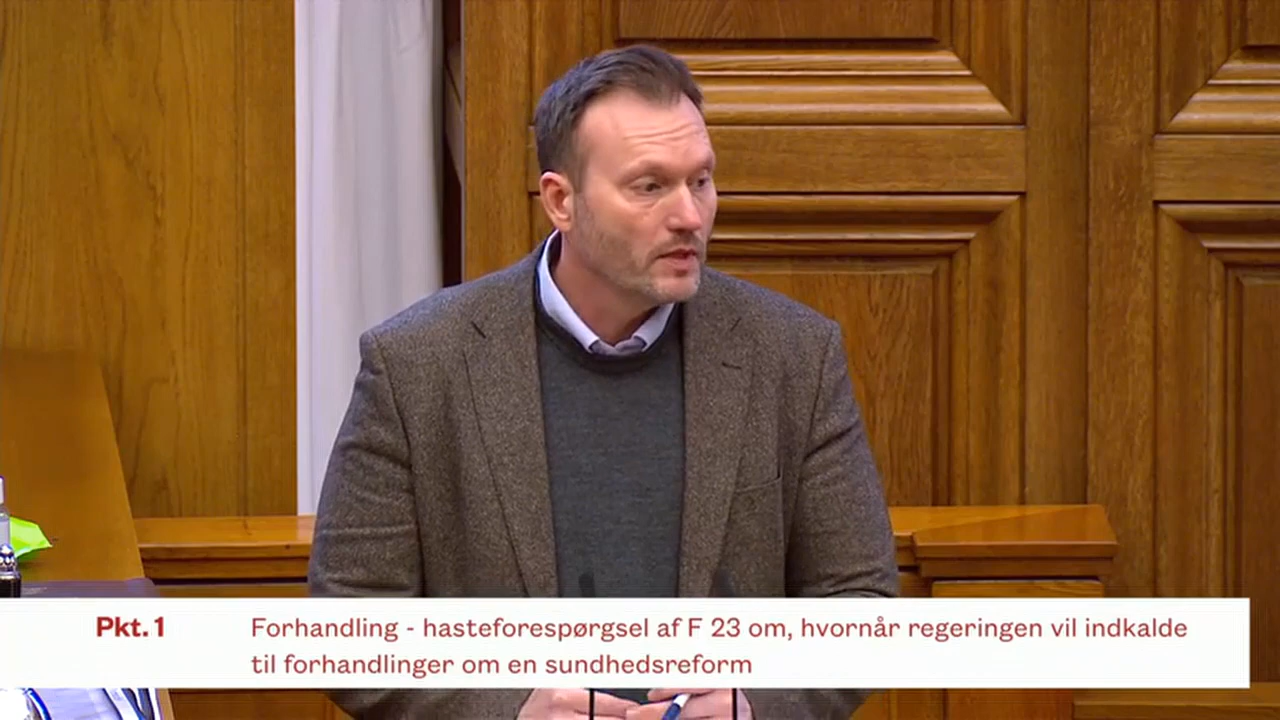 Pkt. 1
Forhandling - hasteforespørgsel af F 23 om, hvornår regeringen vil indkalde
til forhandlinger om en sundhedsreform